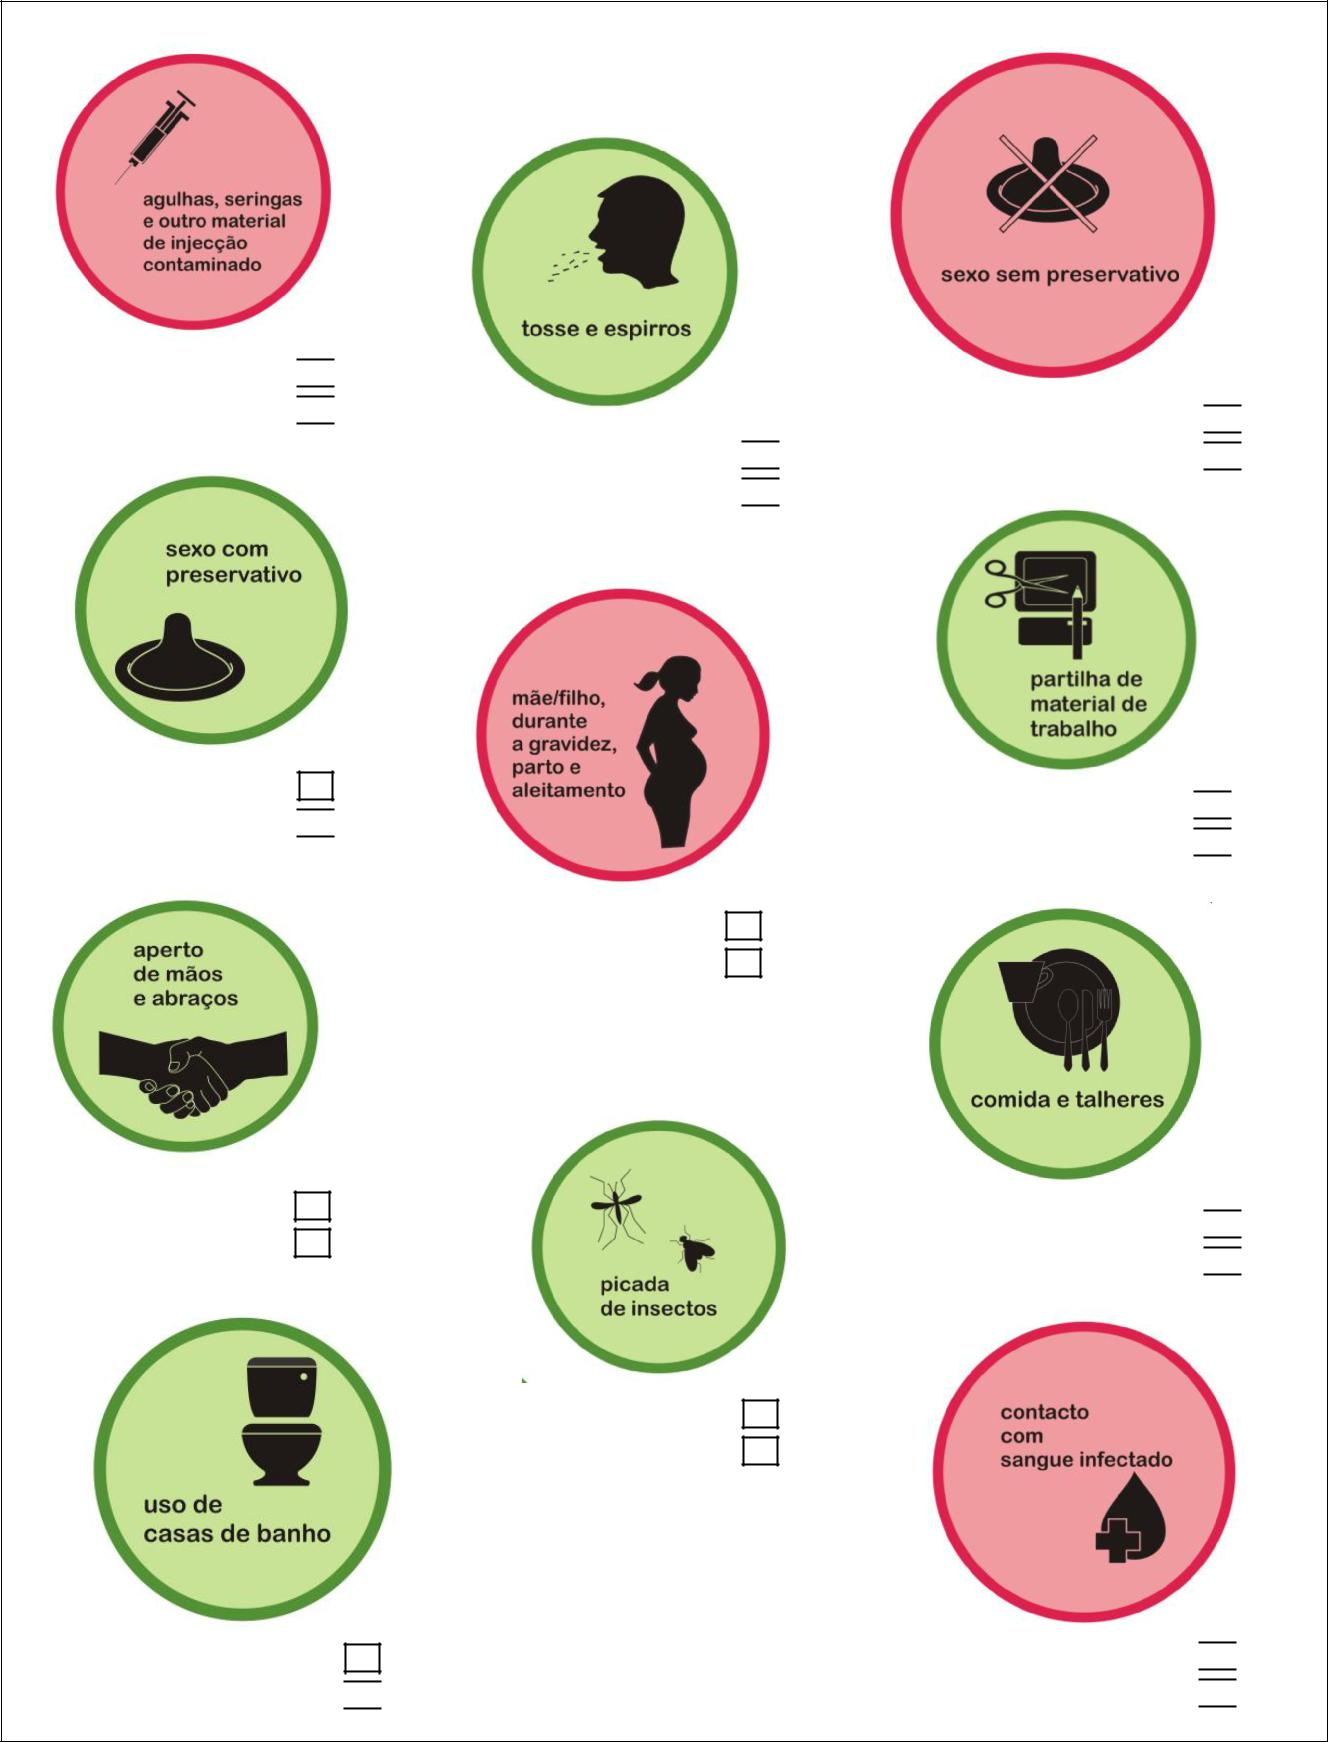 agulhas, seringas
e outro material
de injecção
contaminado
tosse e espirros
sexo sem preservativo
sexo com
preservativo
mãe/filho,
durante
a gravidez,
parto e
aleitamento
partilha de
material de
trabalho
aperto
de mãos
e abraços
comida e talheres
picada
de insectos
uso de
casas de banho
contacto
com
sangue infectado